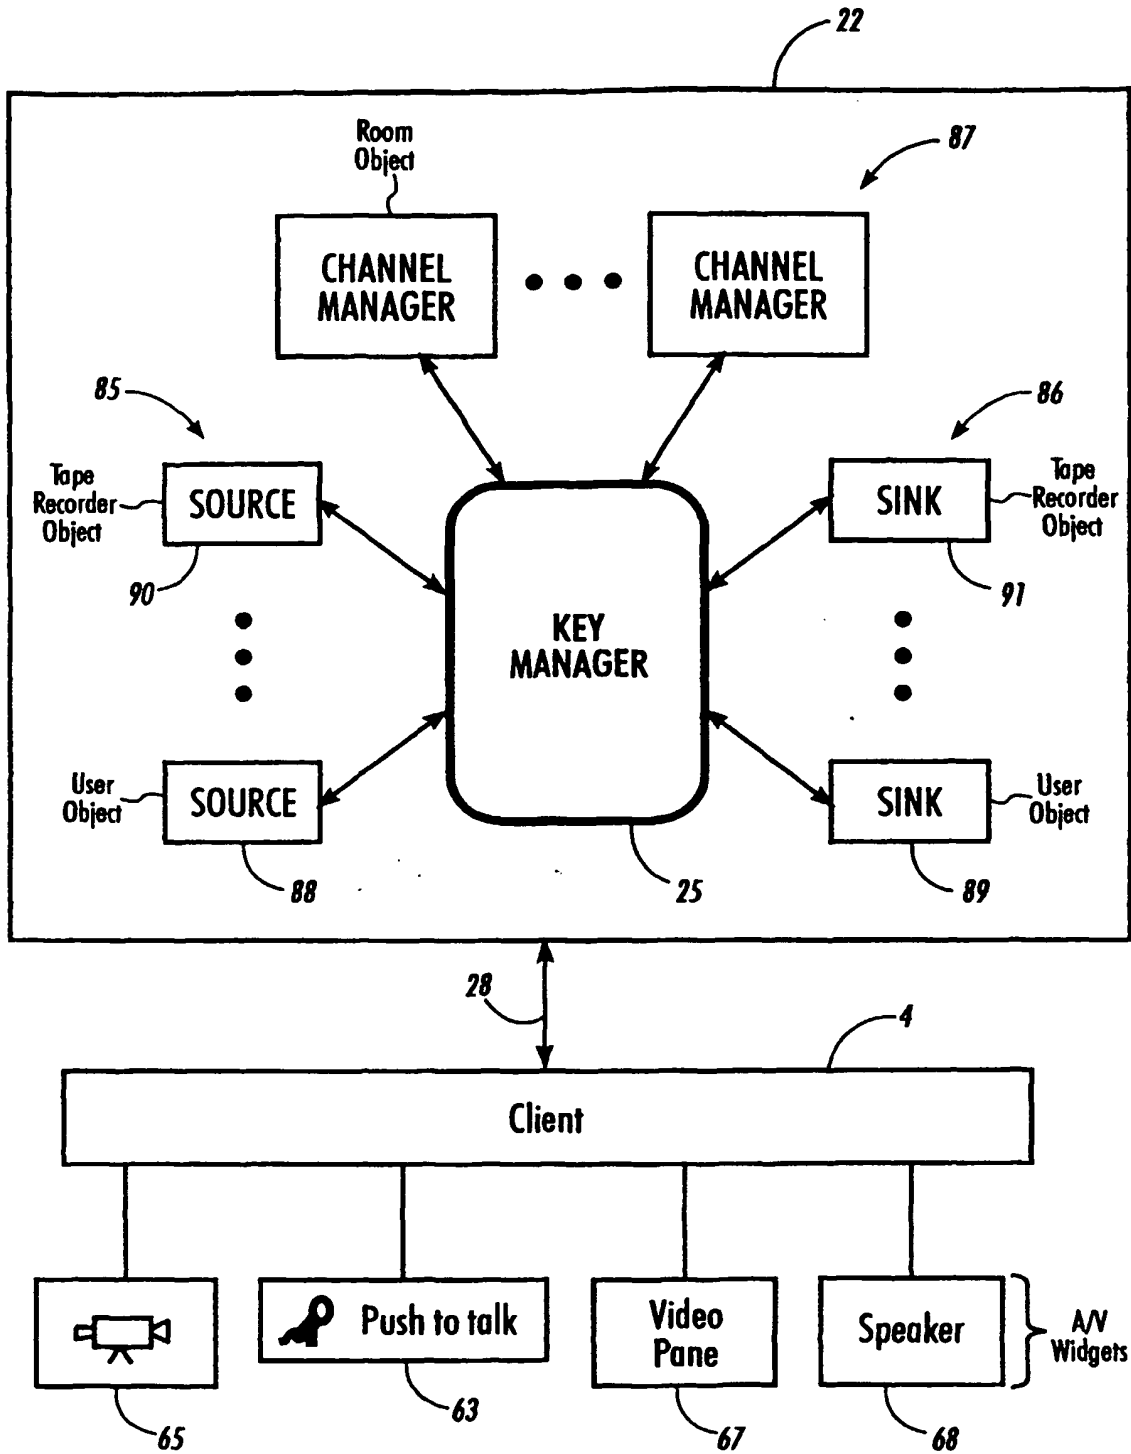 22
Room
Object
87
CHANNEL
MANAGER
CHANNEL
MANAGER
85
86
Tape
Recorder
Object
SOURCE
SINK
Tape
Recorder
Object
90
91
KEY
MANAGER
User
Object
SOURCE
SINK
User
Object
88
25
89
28
4
Client
Push to talk
Video
Pane
Speaker
A/V
Widgets
65
63
67
68